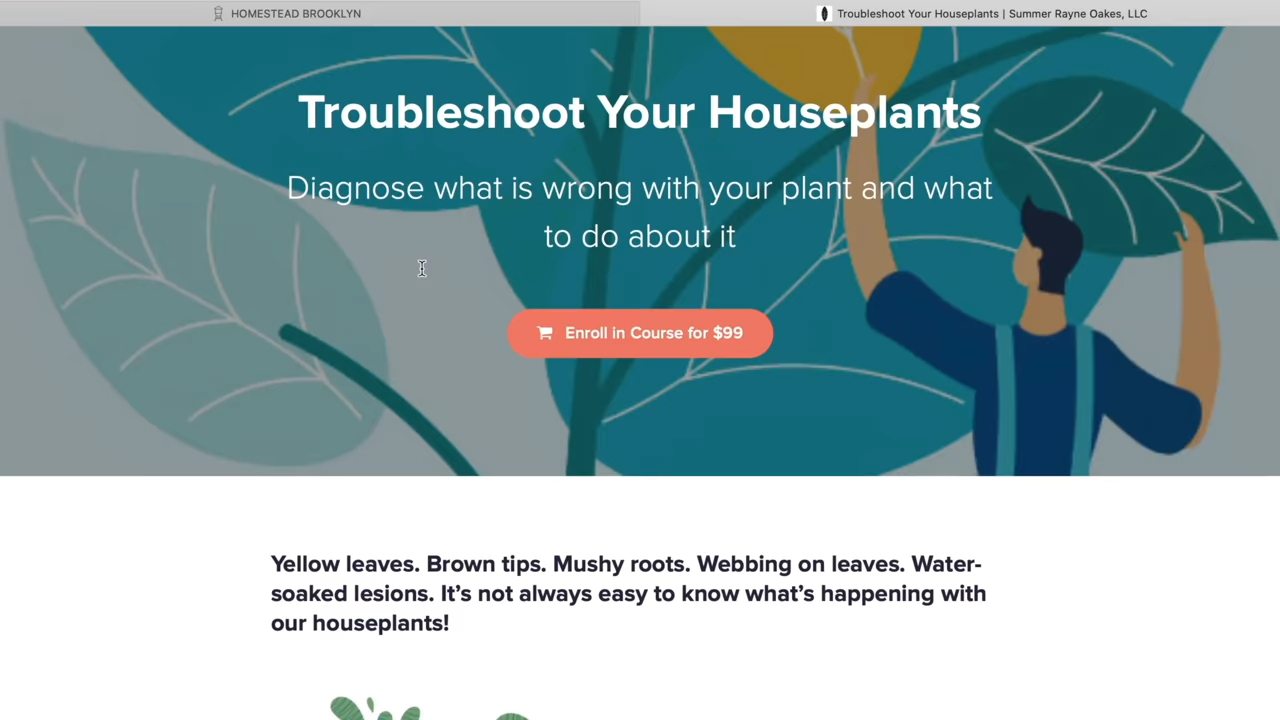 HOMESTEAD BROOKLYN
Troubleshoot Your Houseplants | Summer Rayne Oakes, LLC
Troubleshoot Your Houseplants
Diagnose what is wrong with your plant and what
to do about it
Enroll in Course for $99
Yellow leaves. Brown tips. Mushy roots. Webbing on leaves. Water-
soaked lesions. It’s not always easy to know what’s happening with
our houseplants!